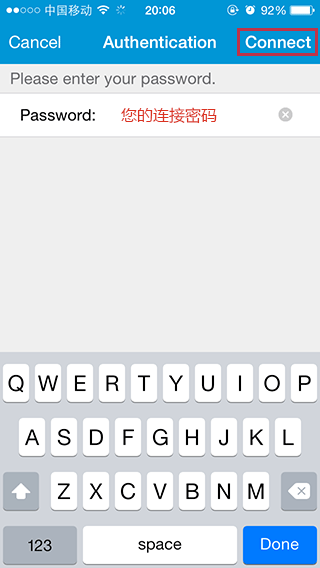 中国移动 20:06 92%
Cancel Authentication Connect
Please enter your password.
Password: 您的连接密码
Q W E R T Y U I O P
A S D F G H J K L
Z X C V B N M
123 space Done